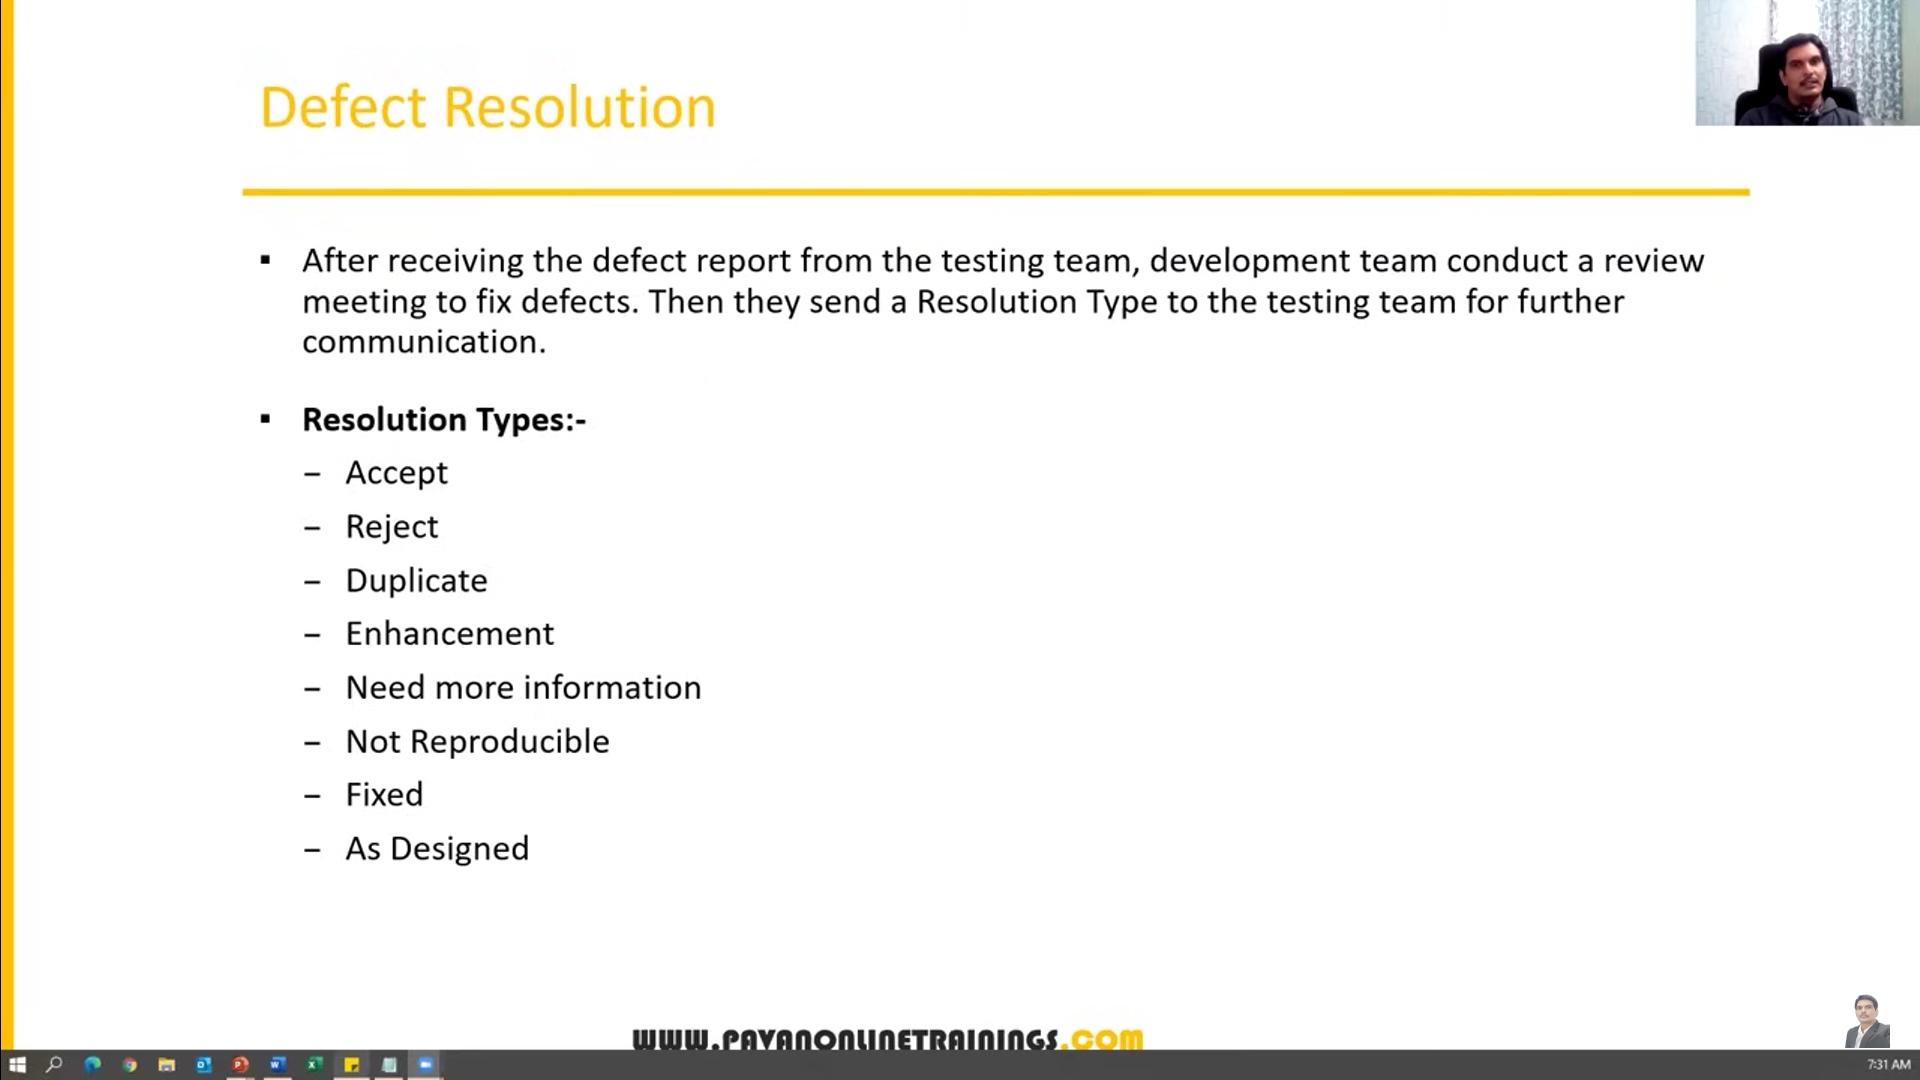 Defect Resolution
▪ After receiving the defect report from the testing team, development team conduct a review
meeting to fix defects. Then they send a Resolution Type to the testing team for further
communication.
▪ Resolution Types:-
– Accept
– Reject
– Duplicate
– Enhancement
– Need more information
– Not Reproducible
– Fixed
– As Designed
WWW.PAVANONLINETRAININGS.COM
7:31 AM